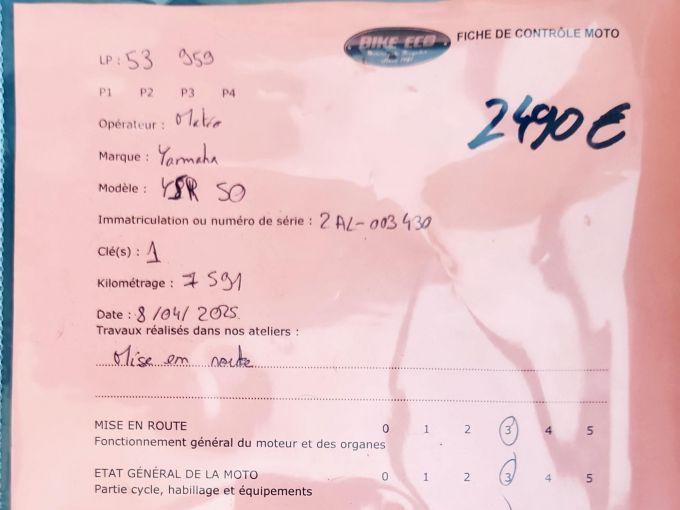 BIKE ECO
FICHE DE CONTRÔLE MOTO
LP : 53 959
P1 P2 P3 P4
2490€
Opérateur :
Marque : Yamaha
Modèle : YSR 50
Immatriculation ou numéro de série : 2AL-003430
Clé(s) : 1
Kilométrage : 7591
Date : 8/04/2025
Travaux réalisés dans nos ateliers :
Mise en route
MISE EN ROUTE 0 1 2 3 4 5
Fonctionnement général du moteur et des organes
ETAT GÉNÉRAL DE LA MOTO 0 1 2 3 4 5
Partie cycle, habillage et équipements